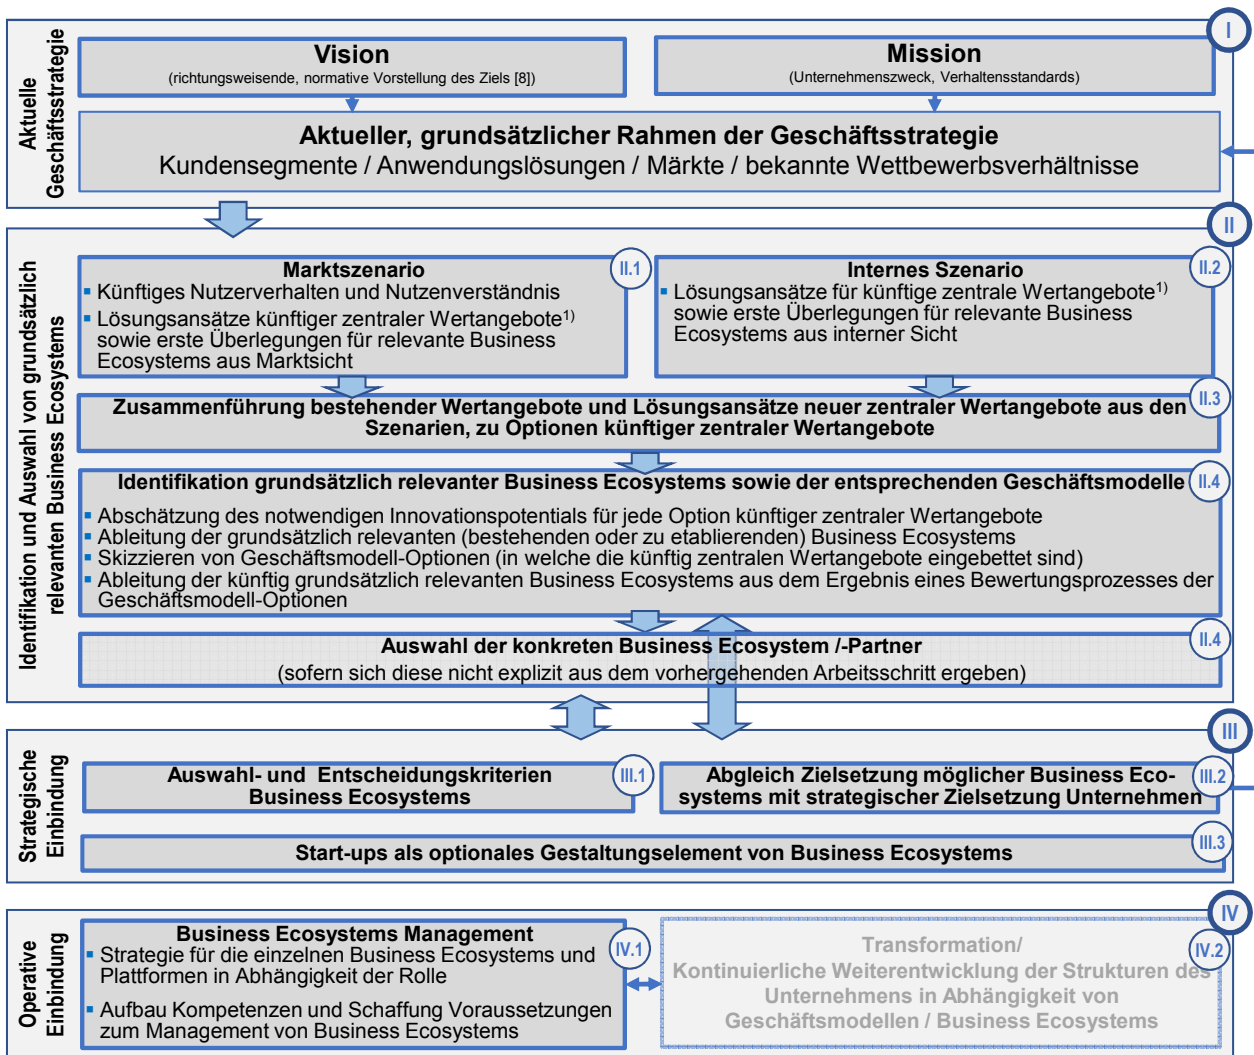 Aktuelle
Geschäftsstrategie
I
Vision
(richtungsweisende, normative Vorstellung des Ziels [8])
Mission
(Unternehmenszweck, Verhaltensstandards)
Aktueller, grundsätzlicher Rahmen der Geschäftsstrategie
Kundensegmente / Anwendungslösungen / Märkte / bekannte Wettbewerbsverhältnisse
Identifikation und Auswahl von grundsätzlich
relevanten Business Ecosystems
II
Marktszenario
II.1
▪ Künftiges Nutzerverhalten und Nutzenverständnis
▪ Lösungsansätze künftiger zentraler Wertangebote1)
sowie erste Überlegungen für relevante Business
Ecosystems aus Marktsicht
Internes Szenario
II.2
▪ Lösungsansätze für künftige zentrale Wertangebote1)
sowie erste Überlegungen für relevante Business
Ecosystems aus interner Sicht
Zusammenführung bestehender Wertangebote und Lösungsansätze neuer zentraler Wertangebote aus den
Szenarien, zu Optionen künftiger zentraler Wertangebote
II.3
Identifikation grundsätzlich relevanter Business Ecosystems sowie der entsprechenden Geschäftsmodelle
II.4
▪ Abschätzung des notwendigen Innovationspotentials für jede Option künftiger zentraler Wertangebote
▪ Ableitung der grundsätzlich relevanten (bestehenden oder zu etablierenden) Business Ecosystems
▪ Skizzieren von Geschäftsmodell-Optionen (in welche die künftig zentralen Wertangebote eingebettet sind)
▪ Ableitung der künftig grundsätzlich relevanten Business Ecosystems aus dem Ergebnis eines Bewertungsprozesses der
Geschäftsmodell-Optionen
Auswahl der konkreten Business Ecosystem /-Partner
(sofern sich diese nicht explizit aus dem vorhergehenden Arbeitsschritt ergeben)
II.4
Strategische
Einbindung
III
Auswahl- und Entscheidungskriterien
Business Ecosystems
III.1
Abgleich Zielsetzung möglicher Business Eco-
systems mit strategischer Zielsetzung Unternehmen
III.2
Start-ups als optionales Gestaltungselement von Business Ecosystems
III.3
Operative
Einbindung
IV
Business Ecosystems Management
IV.1
▪ Strategie für die einzelnen Business Ecosystems und
Plattformen in Abhängigkeit der Rolle
▪ Aufbau Kompetenzen und Schaffung Voraussetzungen
zum Management von Business Ecosystems
IV.2
Transformation/
Kontinuierliche Weiterentwicklung der Strukturen des
Unternehmens in Abhängigkeit von
Geschäftsmodellen / Business Ecosystems